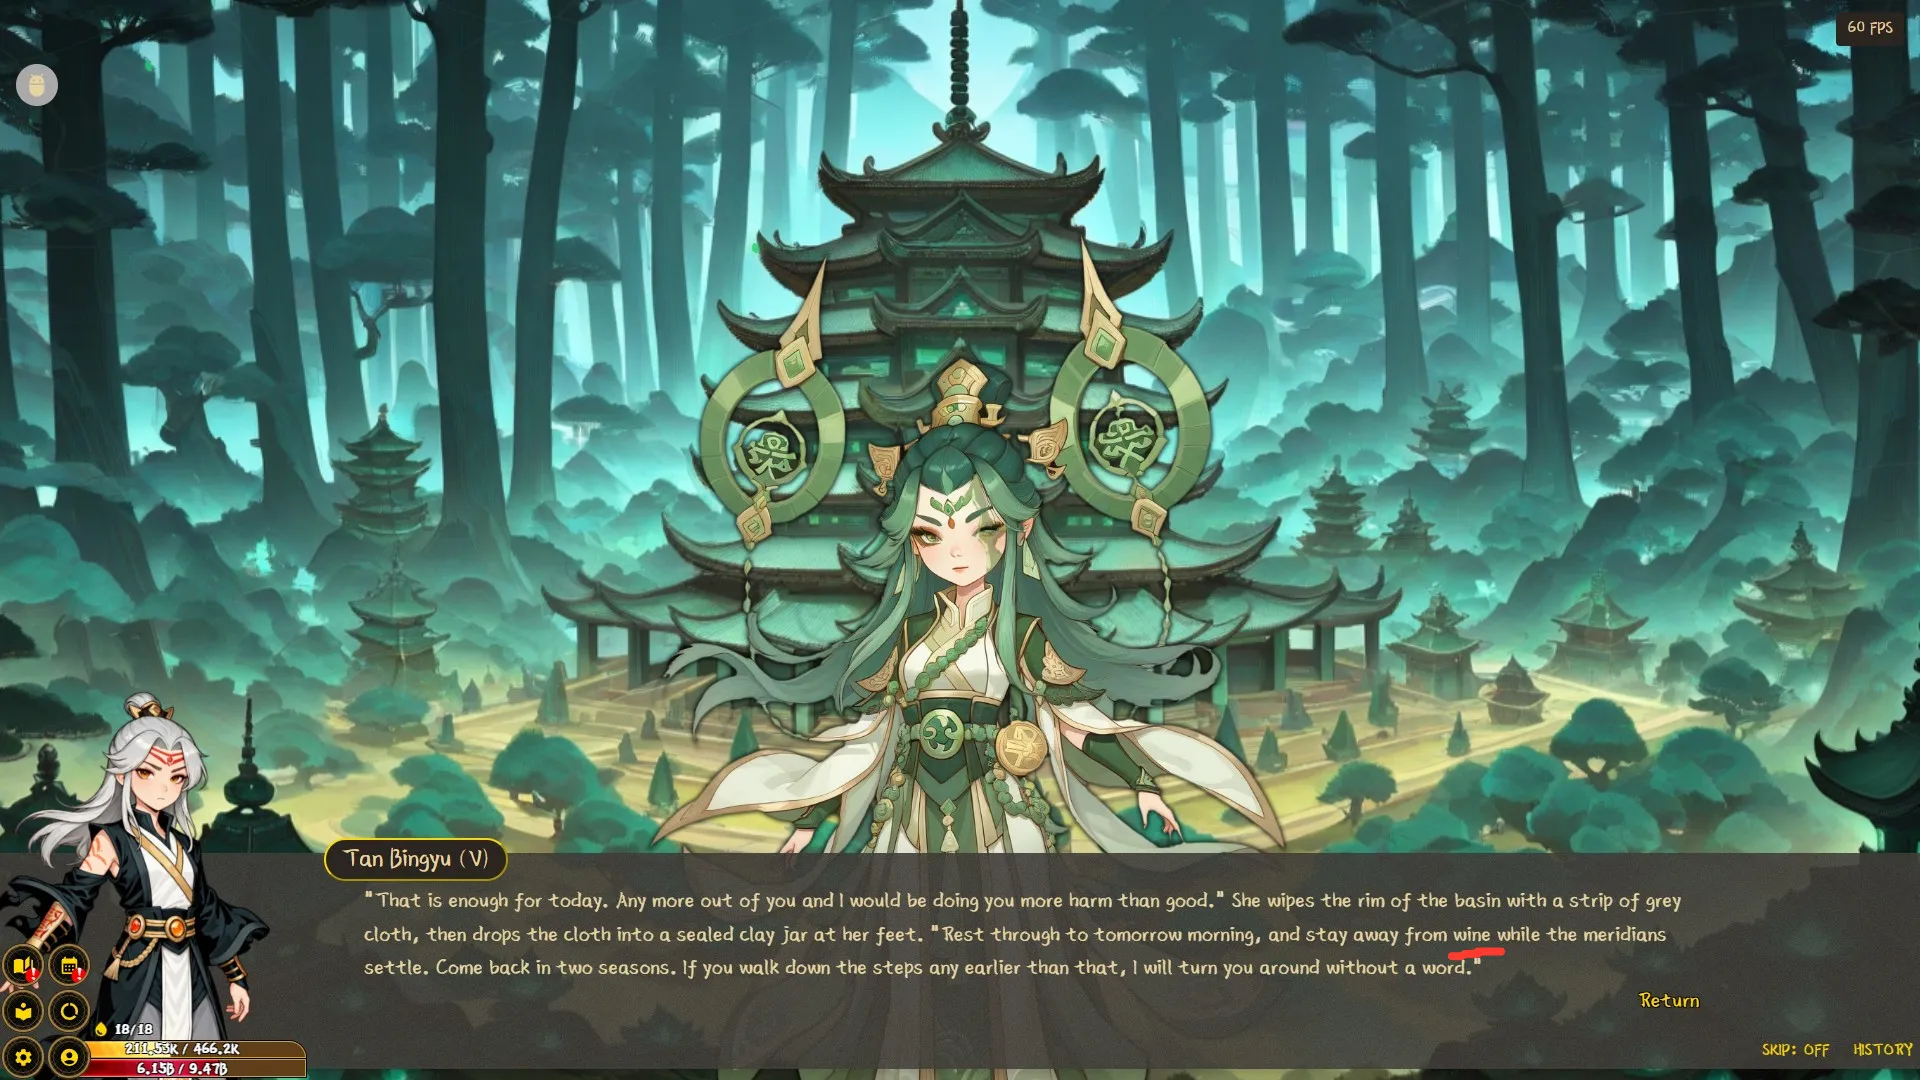 60 FPS
Tan Bingyu (V)
"That is enough for today. Any more out of you and I would be doing you more harm than good." She wipes the rim of the basin with a strip of grey
cloth, then drops the cloth into a sealed clay jar at her feet. "Rest through to tomorrow morning, and stay away from wine while the meridians
settle. Come back in two seasons. If you walk down the steps any earlier than that, I will turn you around without a word."
Return
18/18
211.53K / 466.2K
6.15B / 9.47B
SKIP: OFF HISTORY